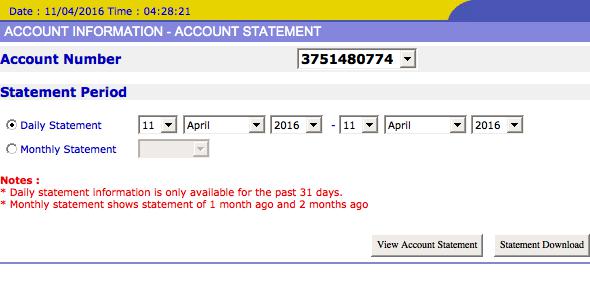 Date : 11/04/2016 Time : 04:28:21
ACCOUNT INFORMATION - ACCOUNT STATEMENT
Account Number 3751480774
Statement Period
Daily Statement 11 April 2016 - 11 April 2016
Monthly Statement
Notes :
* Daily statement information is only available for the past 31 days.
* Monthly statement shows statement of 1 month ago and 2 months ago
View Account Statement Statement Download